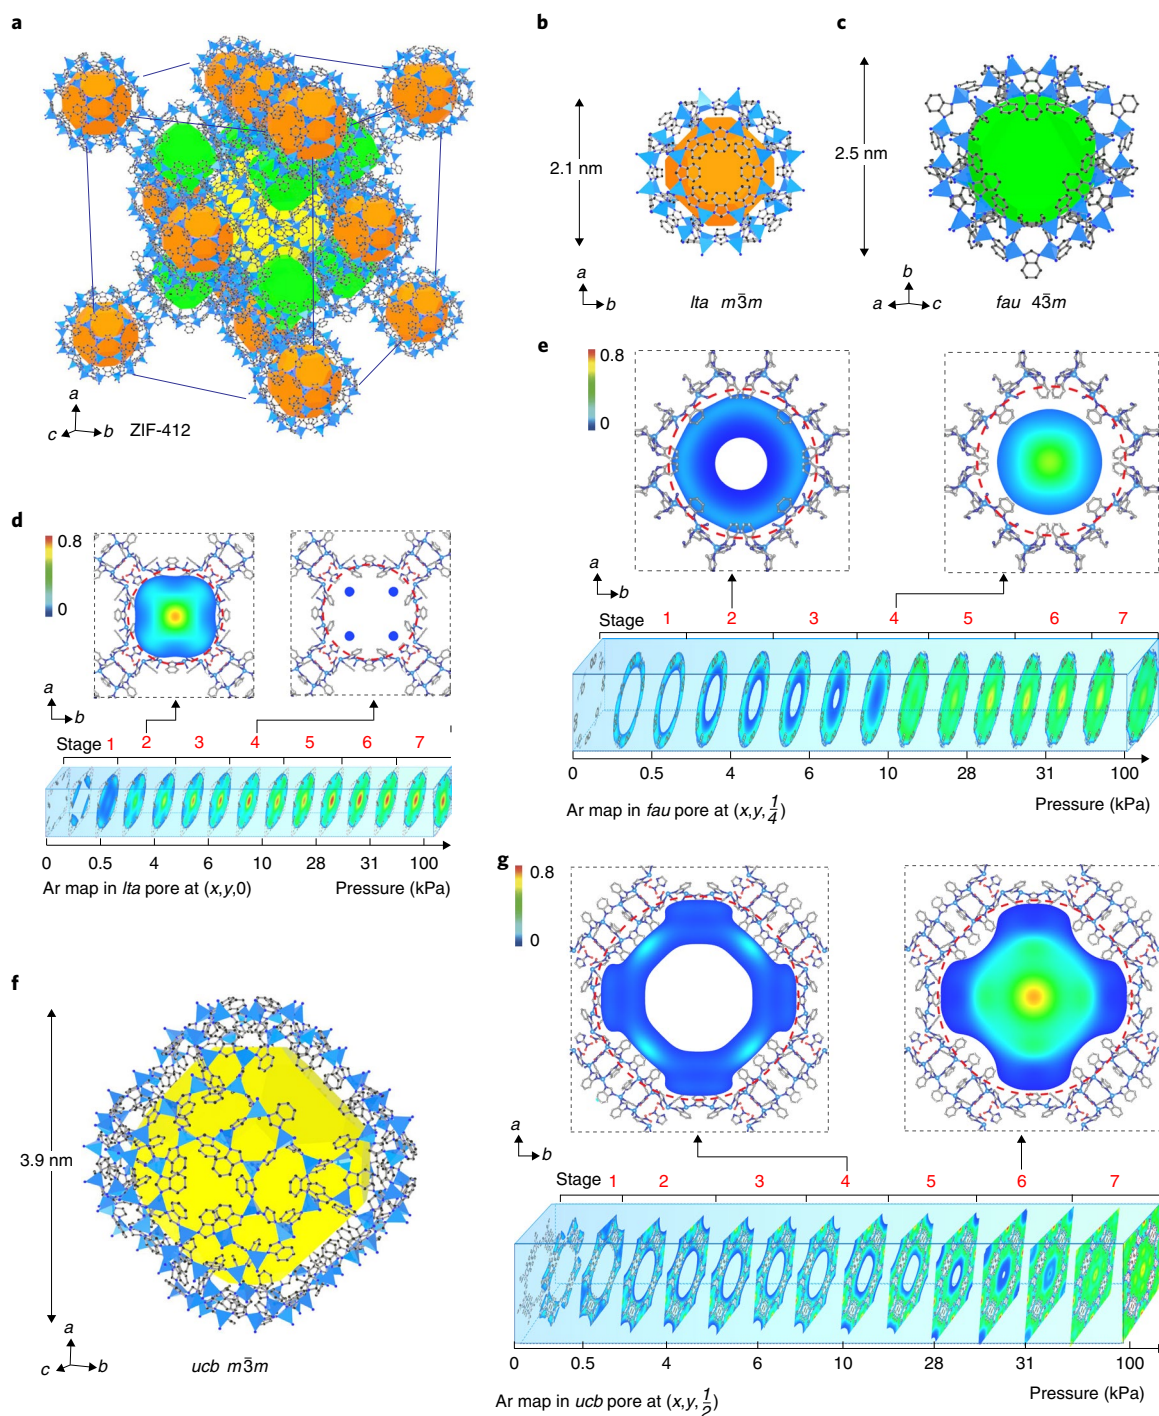 a
a
c
b
ZIF-412
b
2.1 nm
a
b
lta m3̅m
c
2.5 nm
b
a
c
fau 43̅m
d
0.8
0
a
b
Stage 1 2 3 4 5 6 7
0 0.5 4 6 10 28 31 100
Ar map in lta pore at (x,y,0)
Pressure (kPa)
e
0.8
0
a
b
Stage 1 2 3 4 5 6 7
0 0.5 4 6 10 28 31 100
Ar map in fau pore at (x,y,1/4)
Pressure (kPa)
f
3.9 nm
a
c
b
ucb m3̅m
g
0.8
0
a
b
Stage 1 2 3 4 5 6 7
0 0.5 4 6 10 28 31 100
Ar map in ucb pore at (x,y,1/2)
Pressure (kPa)